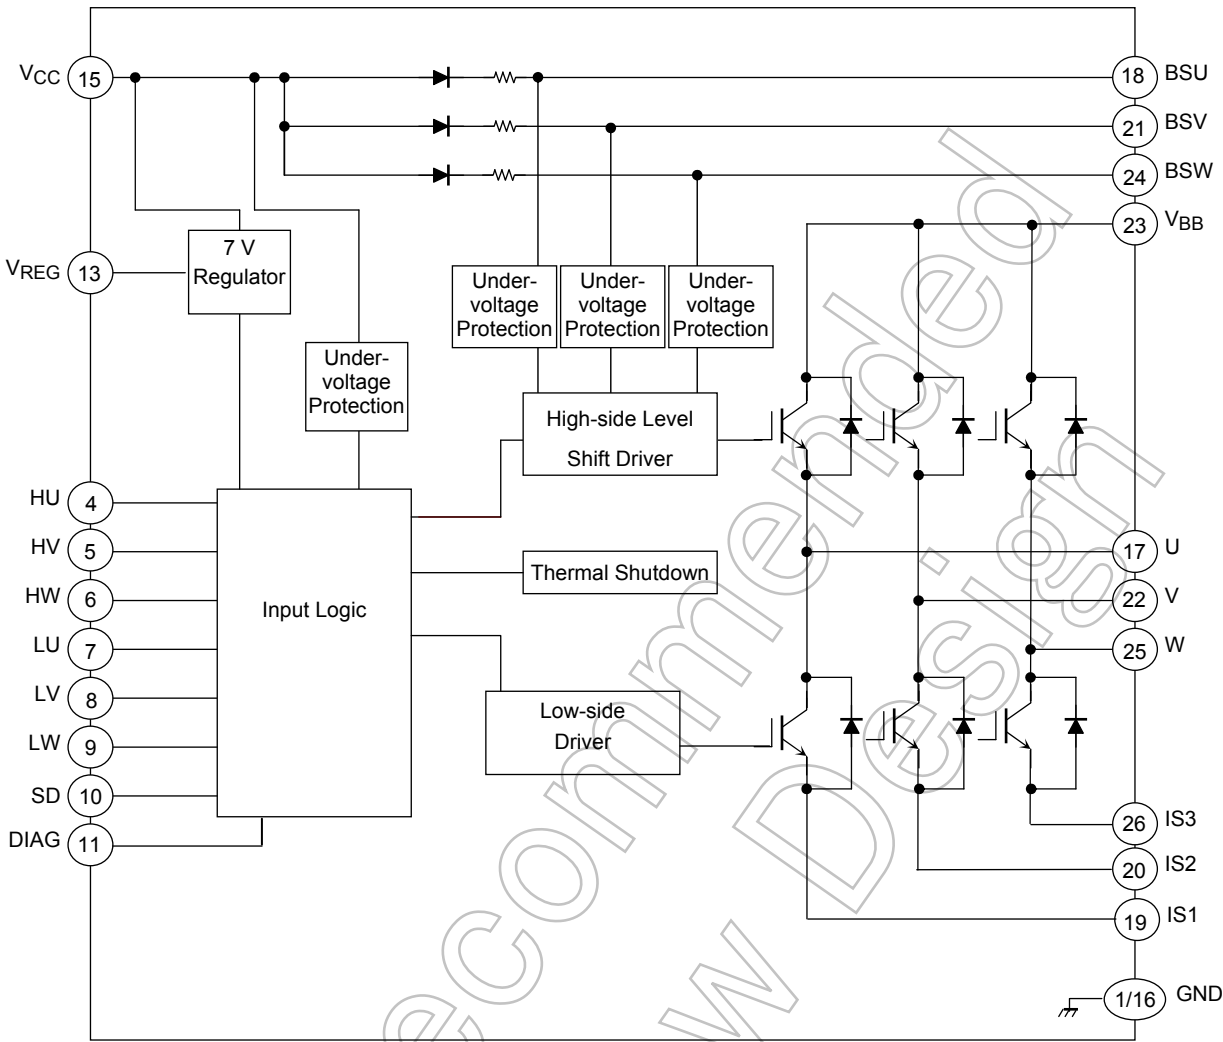 VCC 15
18 BSU
21 BSV
24 BSW
23 VBB
7 V
Regulator
VREG 13
Under-
voltage
Protection
Under-
voltage
Protection
Under-
voltage
Protection
Under-
voltage
Protection
High-side Level
Shift Driver
HU 4
HV 5
HW 6
LU 7
LV 8
LW 9
SD 10
DIAG 11
Input Logic
Thermal Shutdown
Low-side
Driver
17 U
22 V
25 W
26 IS3
20 IS2
19 IS1
1/16 GND
ecommended
w Design